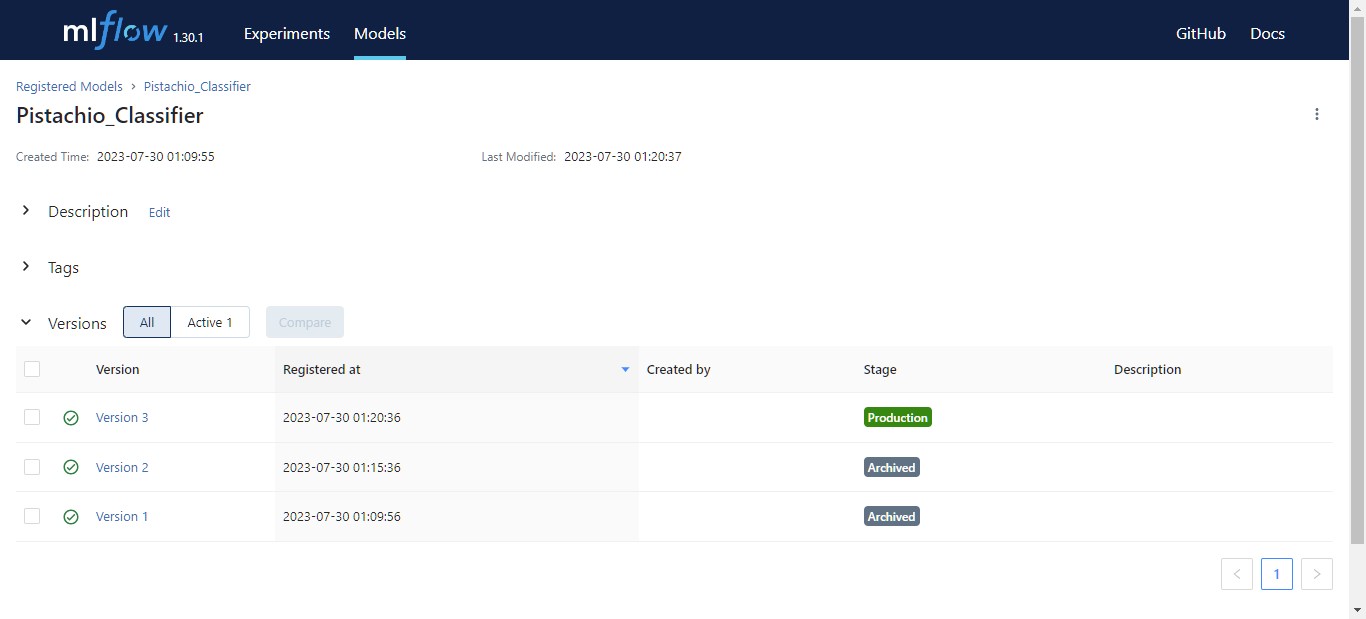 mlflow 1.30.1 Experiments Models GitHub Docs
Registered Models › Pistachio_Classifier
Pistachio_Classifier
Created Time: 2023-07-30 01:09:55 Last Modified: 2023-07-30 01:20:37
Description Edit
Tags
Versions All Active 1 Compare
Version Registered at Created by Stage Description
Version 3 2023-07-30 01:20:36 Production
Version 2 2023-07-30 01:15:36 Archived
Version 1 2023-07-30 01:09:56 Archived
< 1 >